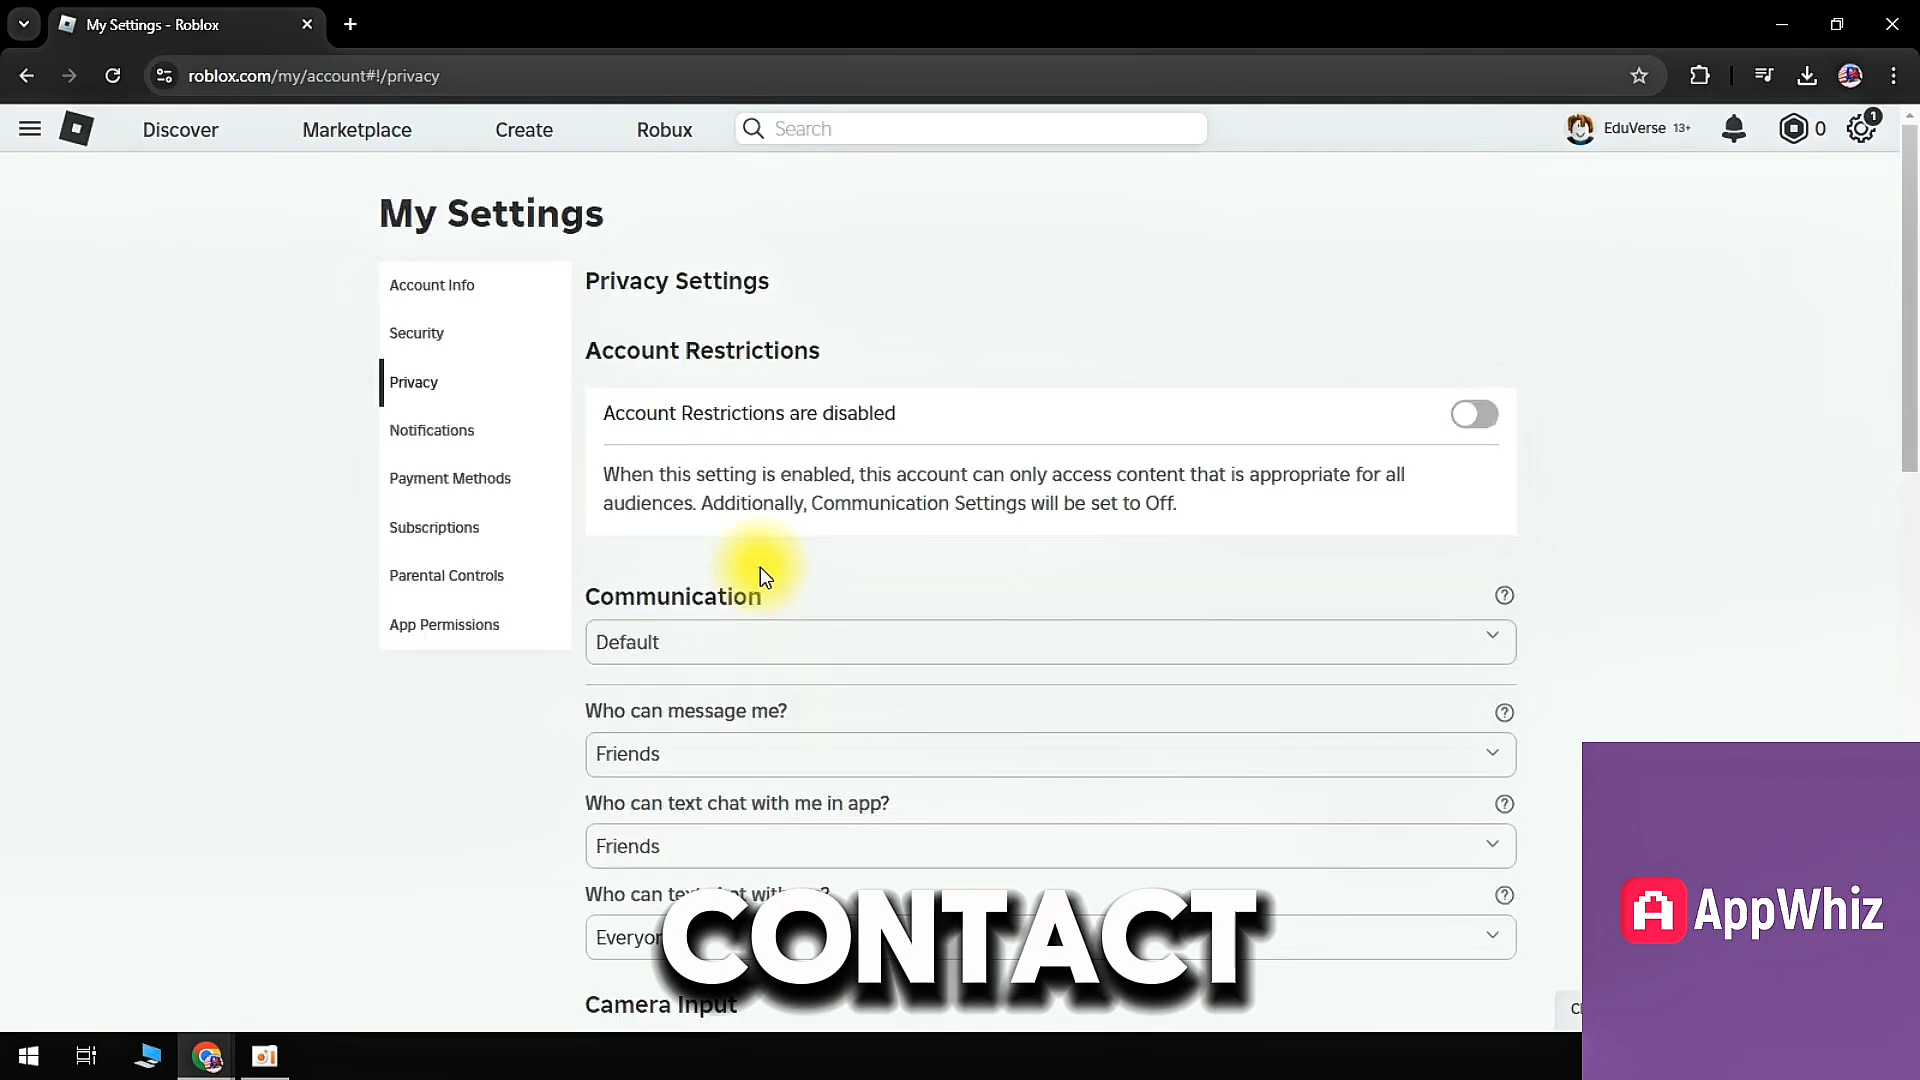 My Settings - Roblox
roblox.com/my/account#!/privacy
Discover
Marketplace
Create
Robux
Search
EduVerse 13+
0
1
My Settings
Account Info
Security
Privacy
Notifications
Payment Methods
Subscriptions
Parental Controls
App Permissions
Privacy Settings
Account Restrictions
Account Restrictions are disabled
When this setting is enabled, this account can only access content that is appropriate for all
audiences. Additionally, Communication Settings will be set to Off.
Communication
Default
Who can message me?
Friends
Who can text chat with me in app?
Friends
Who can
CONTACT
Camera Input
AppWhiz